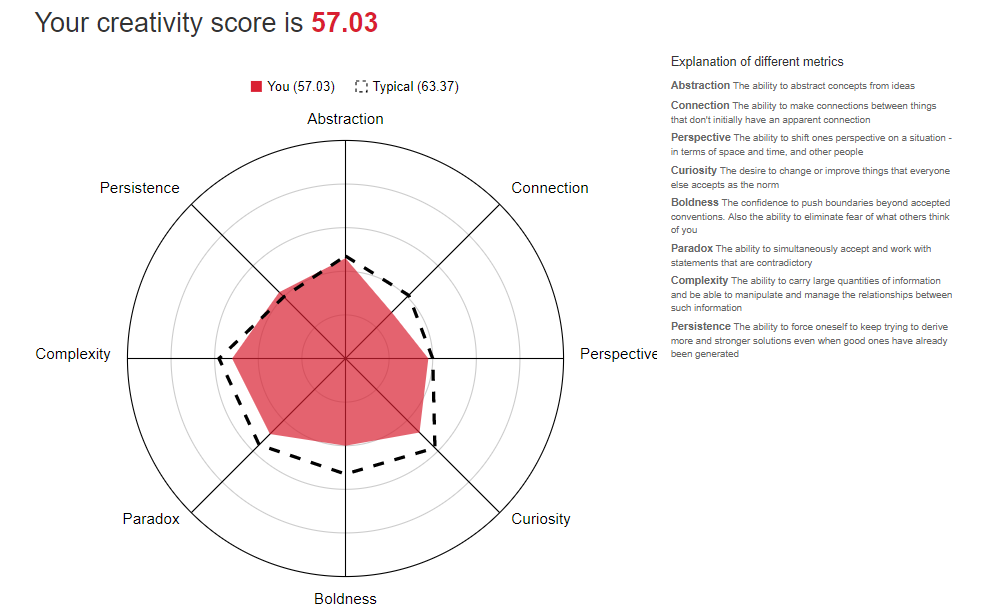 Your creativity score is 57.03
You (57.03) Typical (63.37)
Abstraction
Persistence
Connection
Complexity
Perspective
Paradox
Curiosity
Boldness
Explanation of different metrics
Abstraction The ability to abstract concepts from ideas
Connection The ability to make connections between things
that don't initially have an apparent connection
Perspective The ability to shift ones perspective on a situation -
in terms of space and time, and other people
Curiosity The desire to change or improve things that everyone
else accepts as the norm
Boldness The confidence to push boundaries beyond accepted
conventions. Also the ability to eliminate fear of what others think
of you
Paradox The ability to simultaneously accept and work with
statements that are contradictory
Complexity The ability to carry large quantities of information
and be able to manipulate and manage the relationships between
such information
Persistence The ability to force oneself to keep trying to derive
more and stronger solutions even when good ones have already
been generated